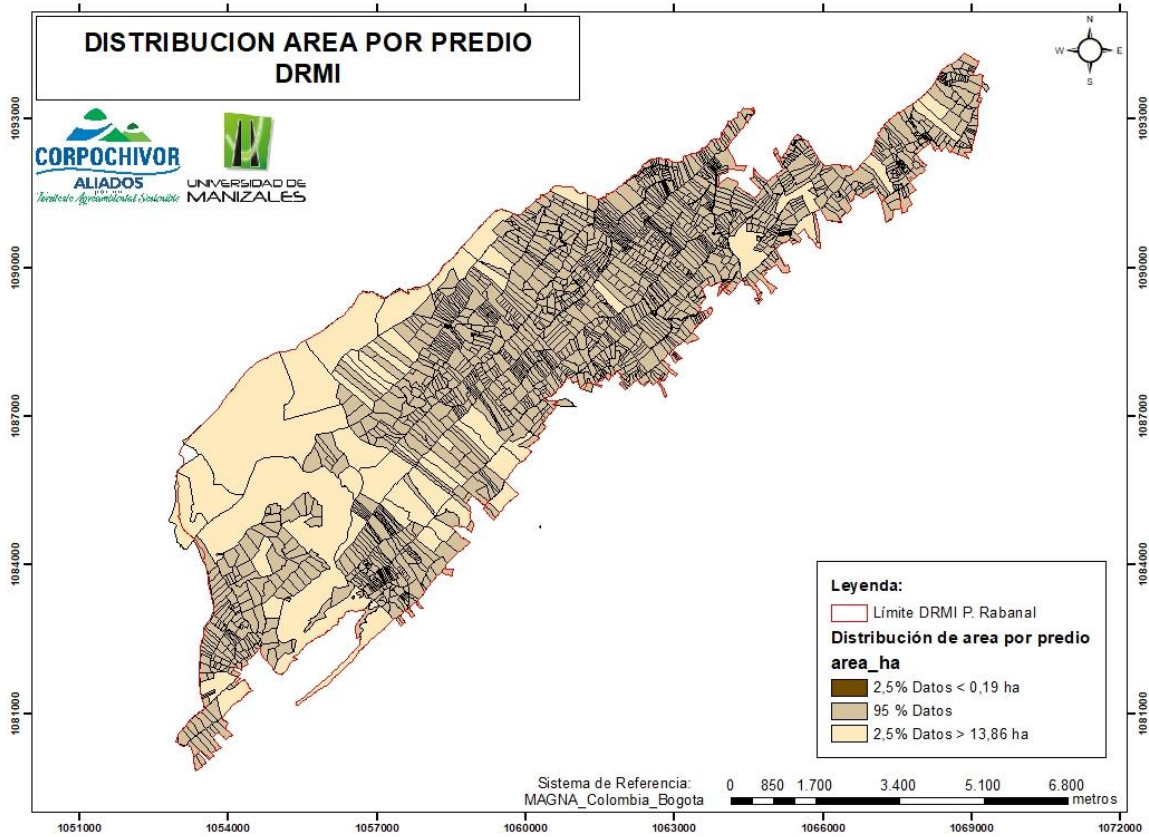 DISTRIBUCION AREA POR PREDIO
DRMI
N
W E
S
CORPOCHIVOR
ALIADOS
POR UN
Territorio Agroambiental Sostenible
UNIVERSIDAD DE
MANIZALES
1093000
1090000
1087000
1084000
1081000
1093000
1090000
1087000
1084000
1081000
Leyenda:
Límite DRMI P. Rabanal
Distribución de area por predio
area_ha
2,5% Datos < 0,19 ha
95 % Datos
2,5% Datos > 13,86 ha
Sistema de Referencia:
MAGNA_Colombia_Bogota
0 850 1.700 3.400 5.100 6.800
metros
1051000 1054000 1057000 1060000 1063000 1066000 1069000 1072000